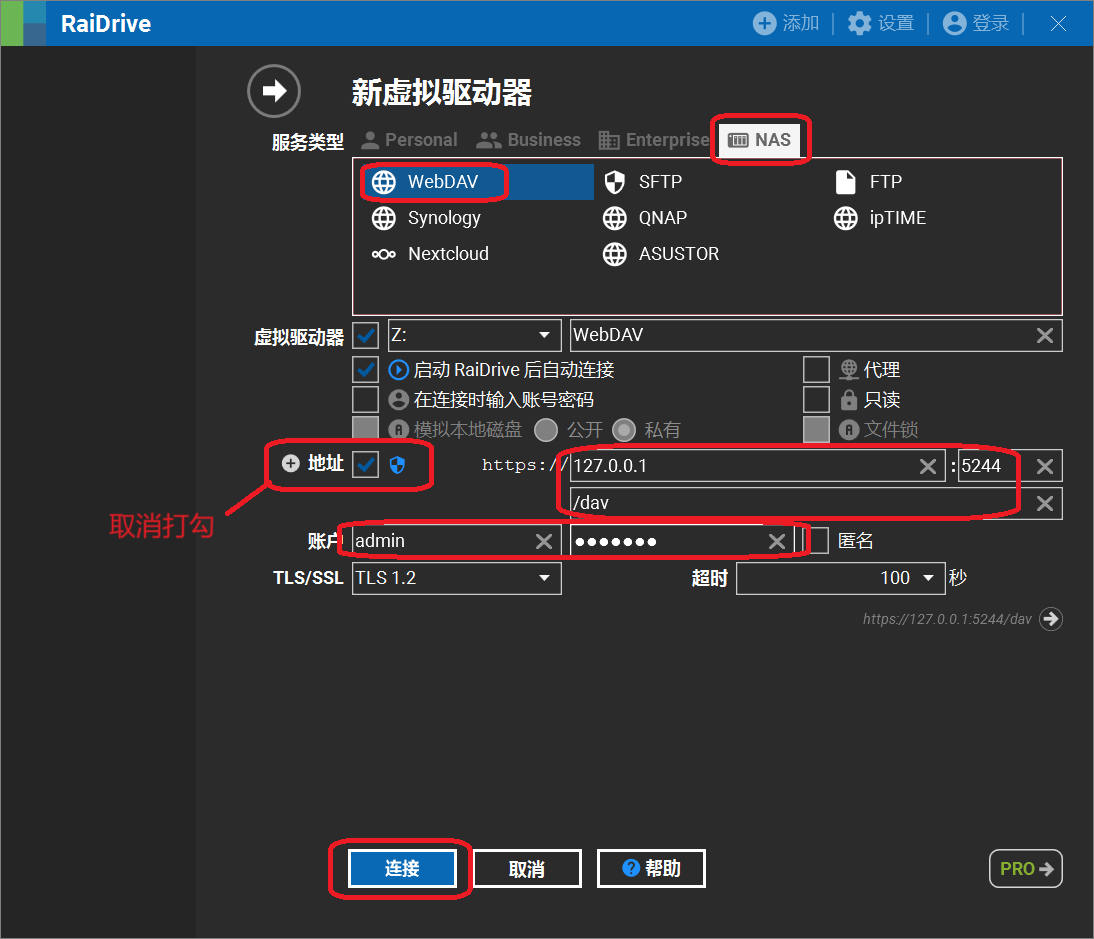 RaiDrive 添加 设置 登录
新虚拟驱动器
服务类型 Personal Business Enterprise NAS
WebDAV SFTP FTP
Synology QNAP ipTIME
Nextcloud ASUSTOR
虚拟驱动器 Z: WebDAV
启动 RaiDrive 后自动连接 代理
在连接时输入账号密码 只读
模拟本地磁盘 公开 私有 文件锁
地址 https:// 127.0.0.1 : 5244
/dav
取消打勾
账户 admin ●●●●●●● 匿名
TLS/SSL TLS 1.2 超时 100 秒
https://127.0.0.1:5244/dav
连接 取消 ? 帮助 PRO